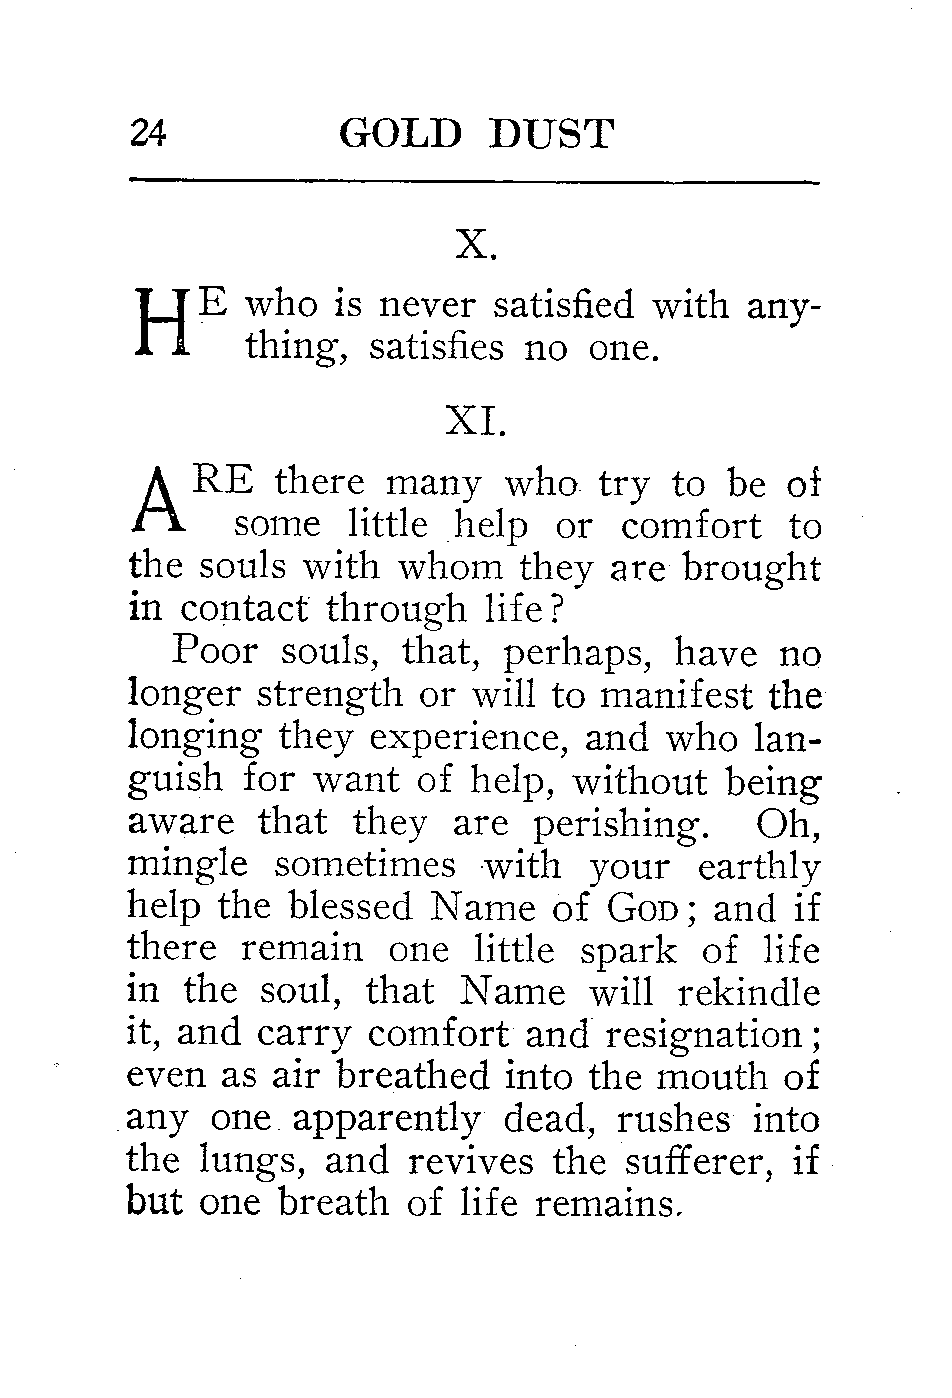 24 GOLD DUST
X.
HE who is never satisfied with any-
thing, satisfies no one.
XI.
ARE there many who try to be of
some little help or comfort to
the souls with whom they are brought
in contact through life?
Poor souls, that, perhaps, have no
longer strength or will to manifest the
longing they experience, and who lan-
guish for want of help, without being
aware that they are perishing. Oh,
mingle sometimes with your earthly
help the blessed Name of GOD; and if
there remain one little spark of life
in the soul, that Name will rekindle
it, and carry comfort and resignation;
even as air breathed into the mouth of
any one apparently dead, rushes into
the lungs, and revives the sufferer, if
but one breath of life remains.